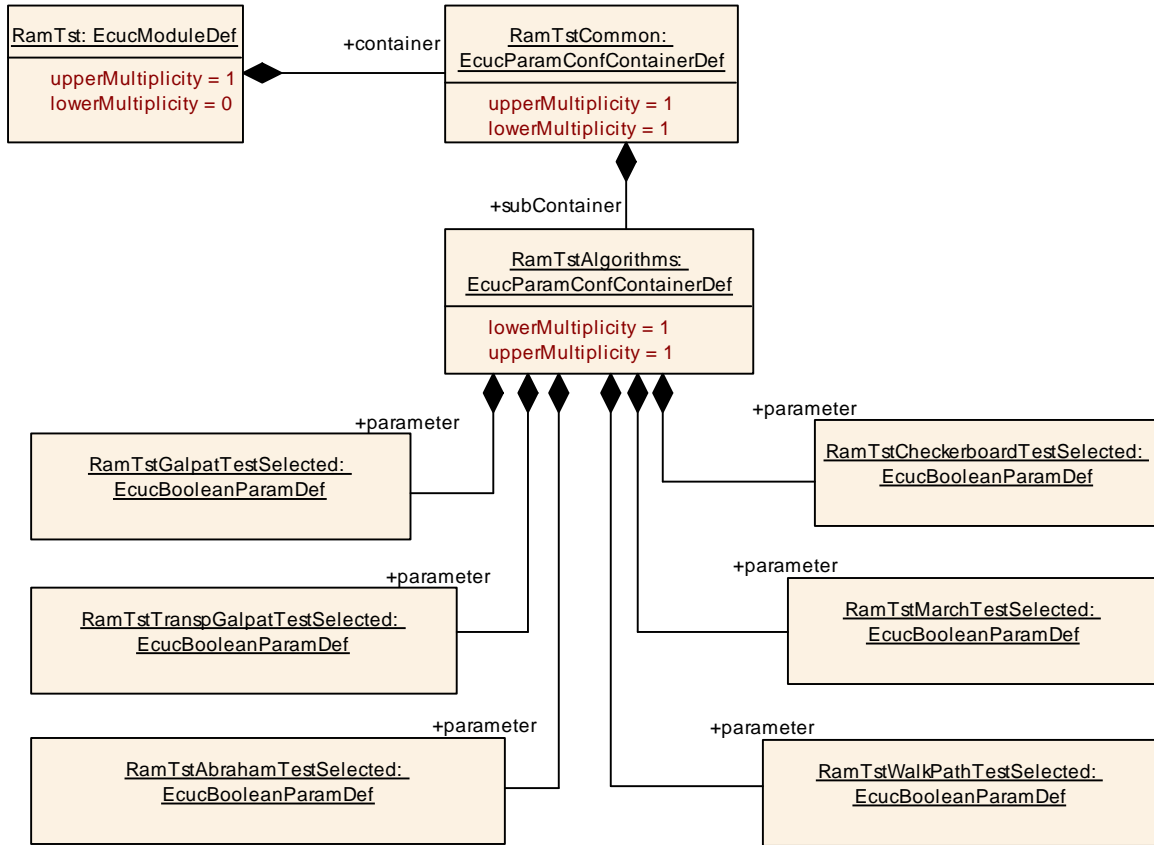 RamTst: EcucModuleDef
upperMultiplicity = 1
lowerMultiplicity = 0
+container
RamTstCommon:
EcucParamConfContainerDef
upperMultiplicity = 1
lowerMultiplicity = 1
+subContainer
RamTstAlgorithms:
EcucParamConfContainerDef
lowerMultiplicity = 1
upperMultiplicity = 1
+parameter
RamTstGalpatTestSelected:
EcucBooleanParamDef
+parameter
RamTstCheckerboardTestSelected:
EcucBooleanParamDef
+parameter
RamTstTranspGalpatTestSelected:
EcucBooleanParamDef
+parameter
RamTstMarchTestSelected:
EcucBooleanParamDef
+parameter
RamTstAbrahamTestSelected:
EcucBooleanParamDef
+parameter
RamTstWalkPathTestSelected:
EcucBooleanParamDef